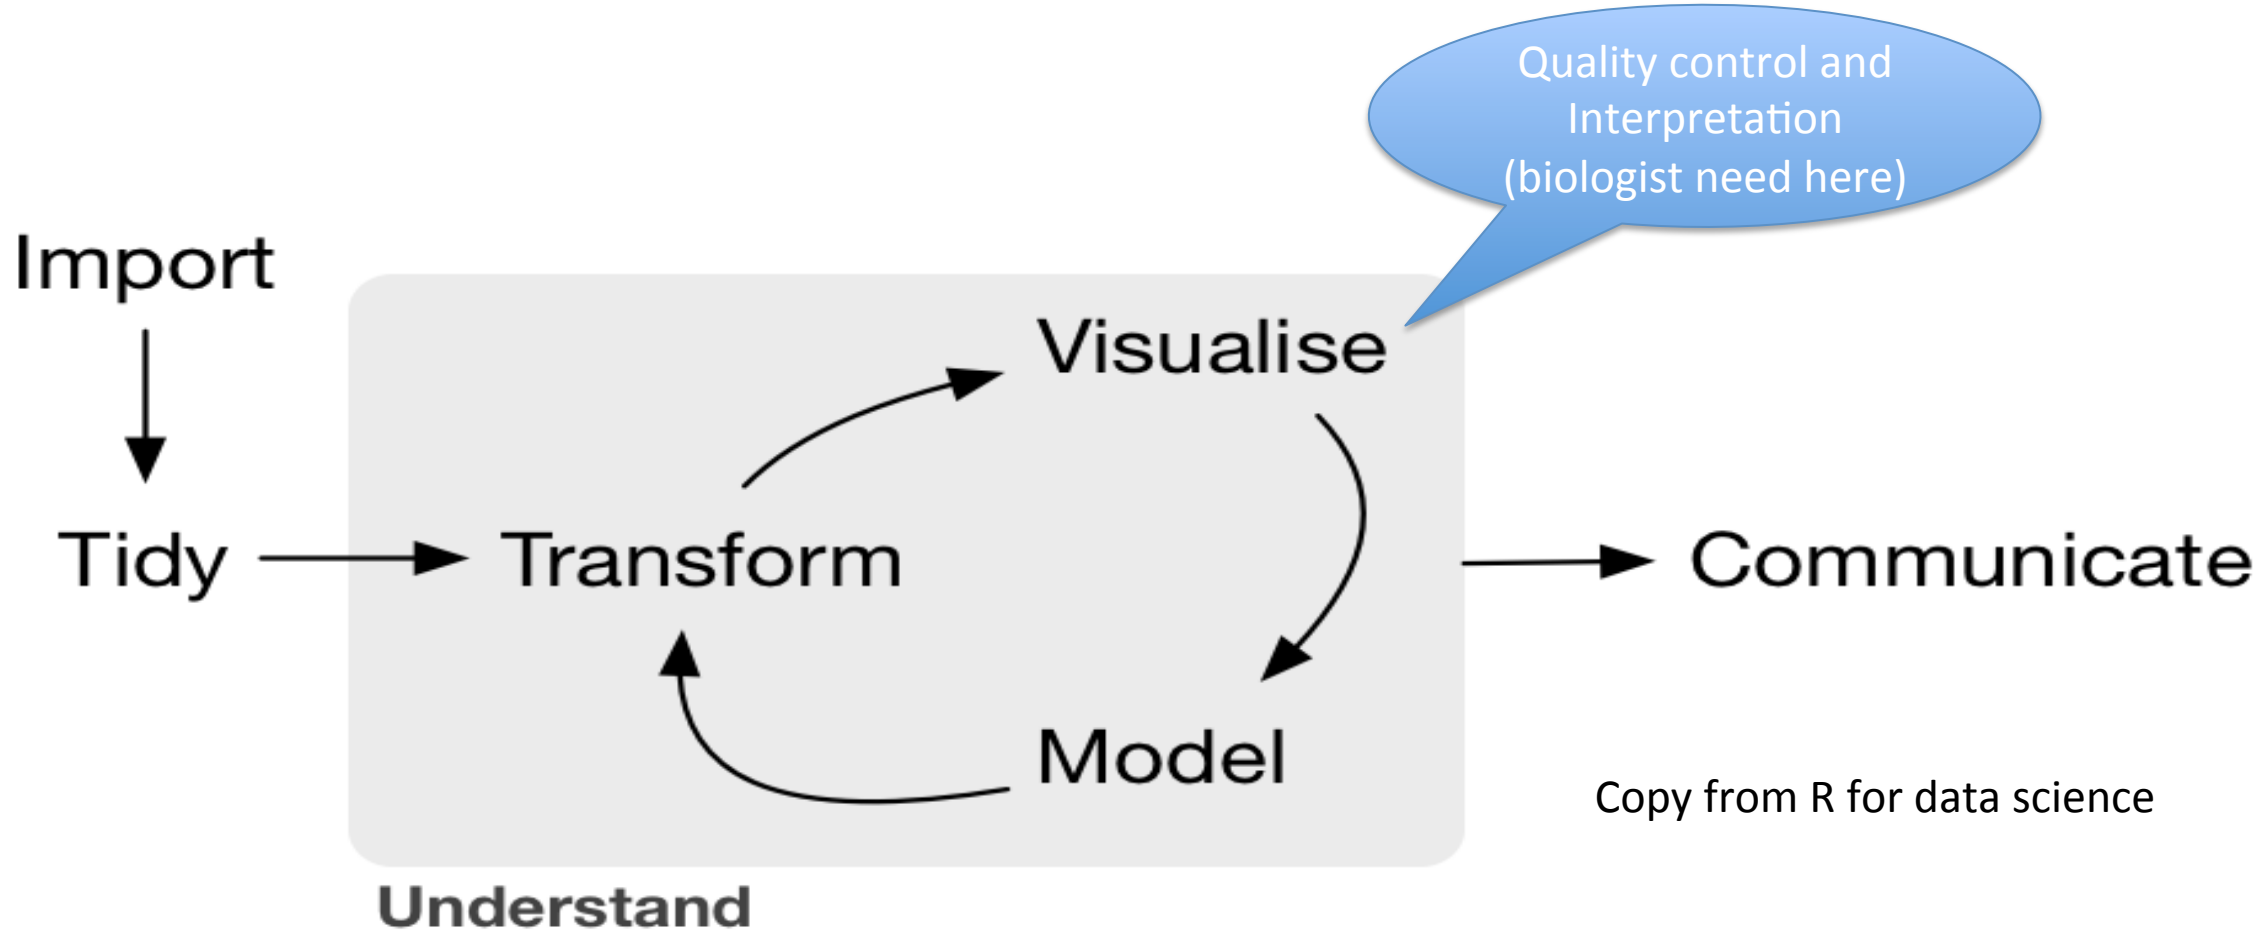 Quality control and
Interpretation
(biologist need here)
Import
Visualise
Tidy
Transform
Communicate
Model
Copy from R for data science
Understand